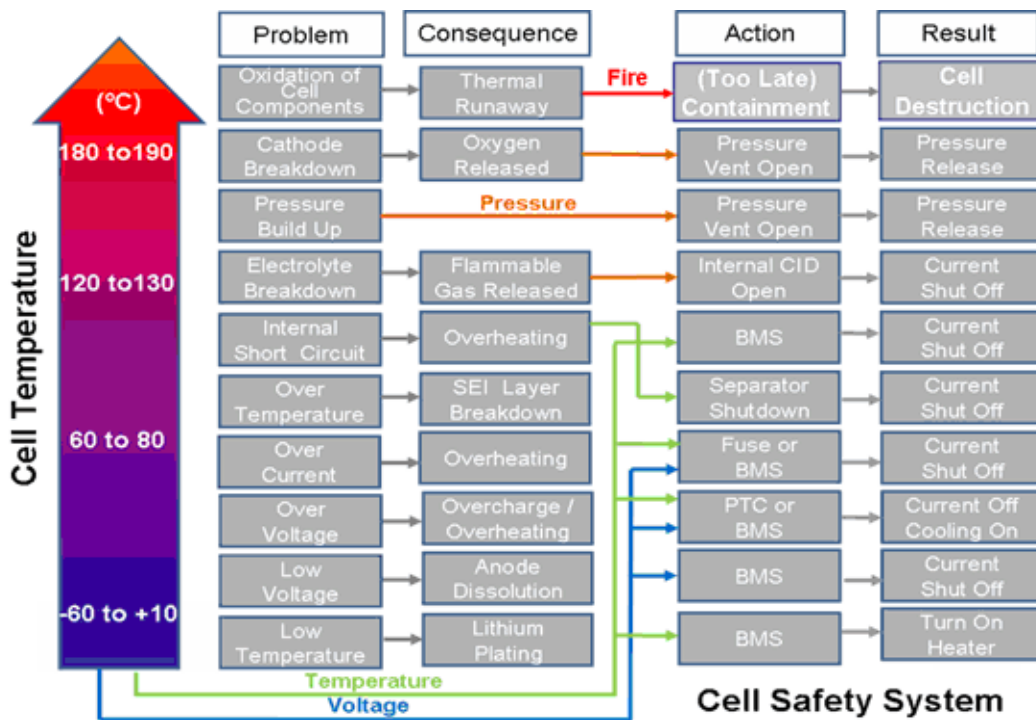 Problem
Consequence
Action
Result
Oxidation of
Cell
Components
Thermal
Runaway
Fire
(Too Late)
Containment
Cell
Destruction
Cathode
Breakdown
Oxygen
Released
Pressure
Vent Open
Pressure
Release
Pressure
Build Up
Pressure
Pressure
Vent Open
Pressure
Release
Electrolyte
Breakdown
Flammable
Gas Released
Internal CID
Open
Current
Shut Off
Internal
Short Circuit
Overheating
BMS
Current
Shut Off
Over
Temperature
SEI Layer
Breakdown
Separator
Shutdown
Current
Shut Off
Over
Current
Overheating
Fuse or
BMS
Current
Shut Off
Over
Voltage
Overcharge /
Overheating
PTC or
BMS
Current Off
Cooling On
Low
Voltage
Anode
Dissolution
BMS
Current
Shut Off
Low
Temperature
Lithium
Plating
BMS
Turn On
Heater
Cell Temperature
(°C)
180 to190
120 to130
60 to 80
-60 to +10
Temperature
Voltage
Cell Safety System